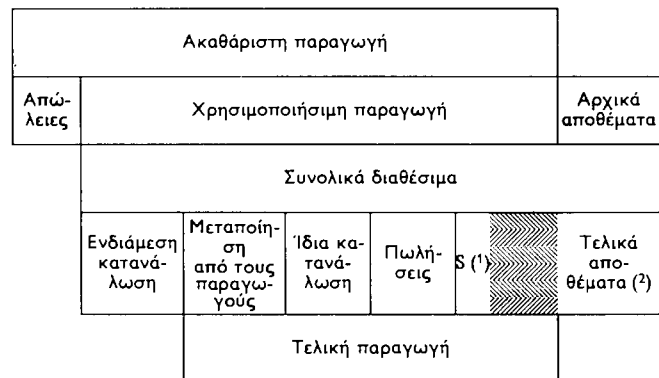 Ακαθάριστη παραγωγή
Απώ-
λειες
Χρησιμοποιήσιμη παραγωγή
Αρχικά
αποθέματα
Συνολικά διαθέσιμα
Ενδιάμεση
κατανά-
λωση
Μεταποίη-
ση
από τους
παραγω-
γούς
Ίδια κα-
τανά-
λωση
Πωλή-
σεις
S (¹)
Τελικά
απο-
θέματα (²)
Τελική παραγωγή